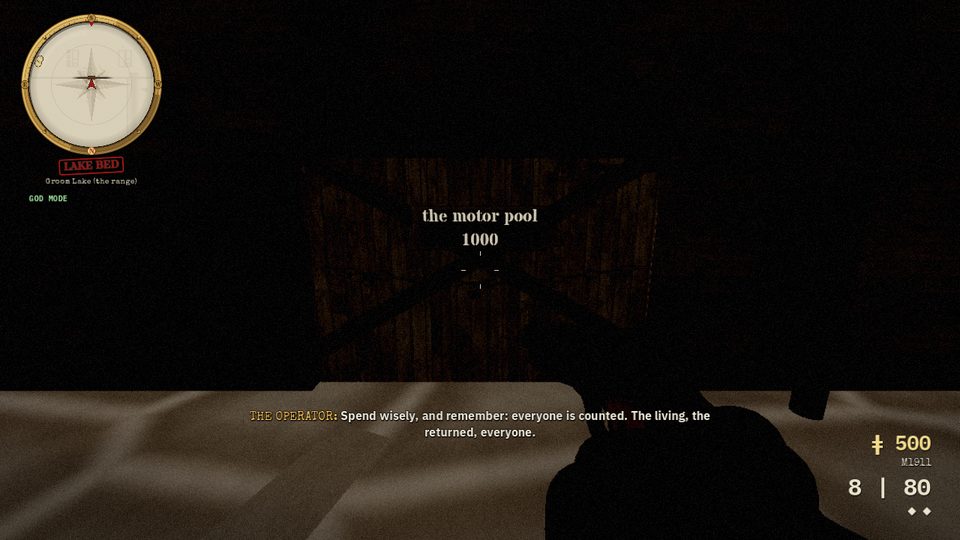 LAKE BED
Groom Lake (the range)
GOD MODE
the motor pool
1000
THE OPERATOR: Spend wisely, and remember: everyone is counted. The living, the
returned, everyone.
500
M1911
8 | 80